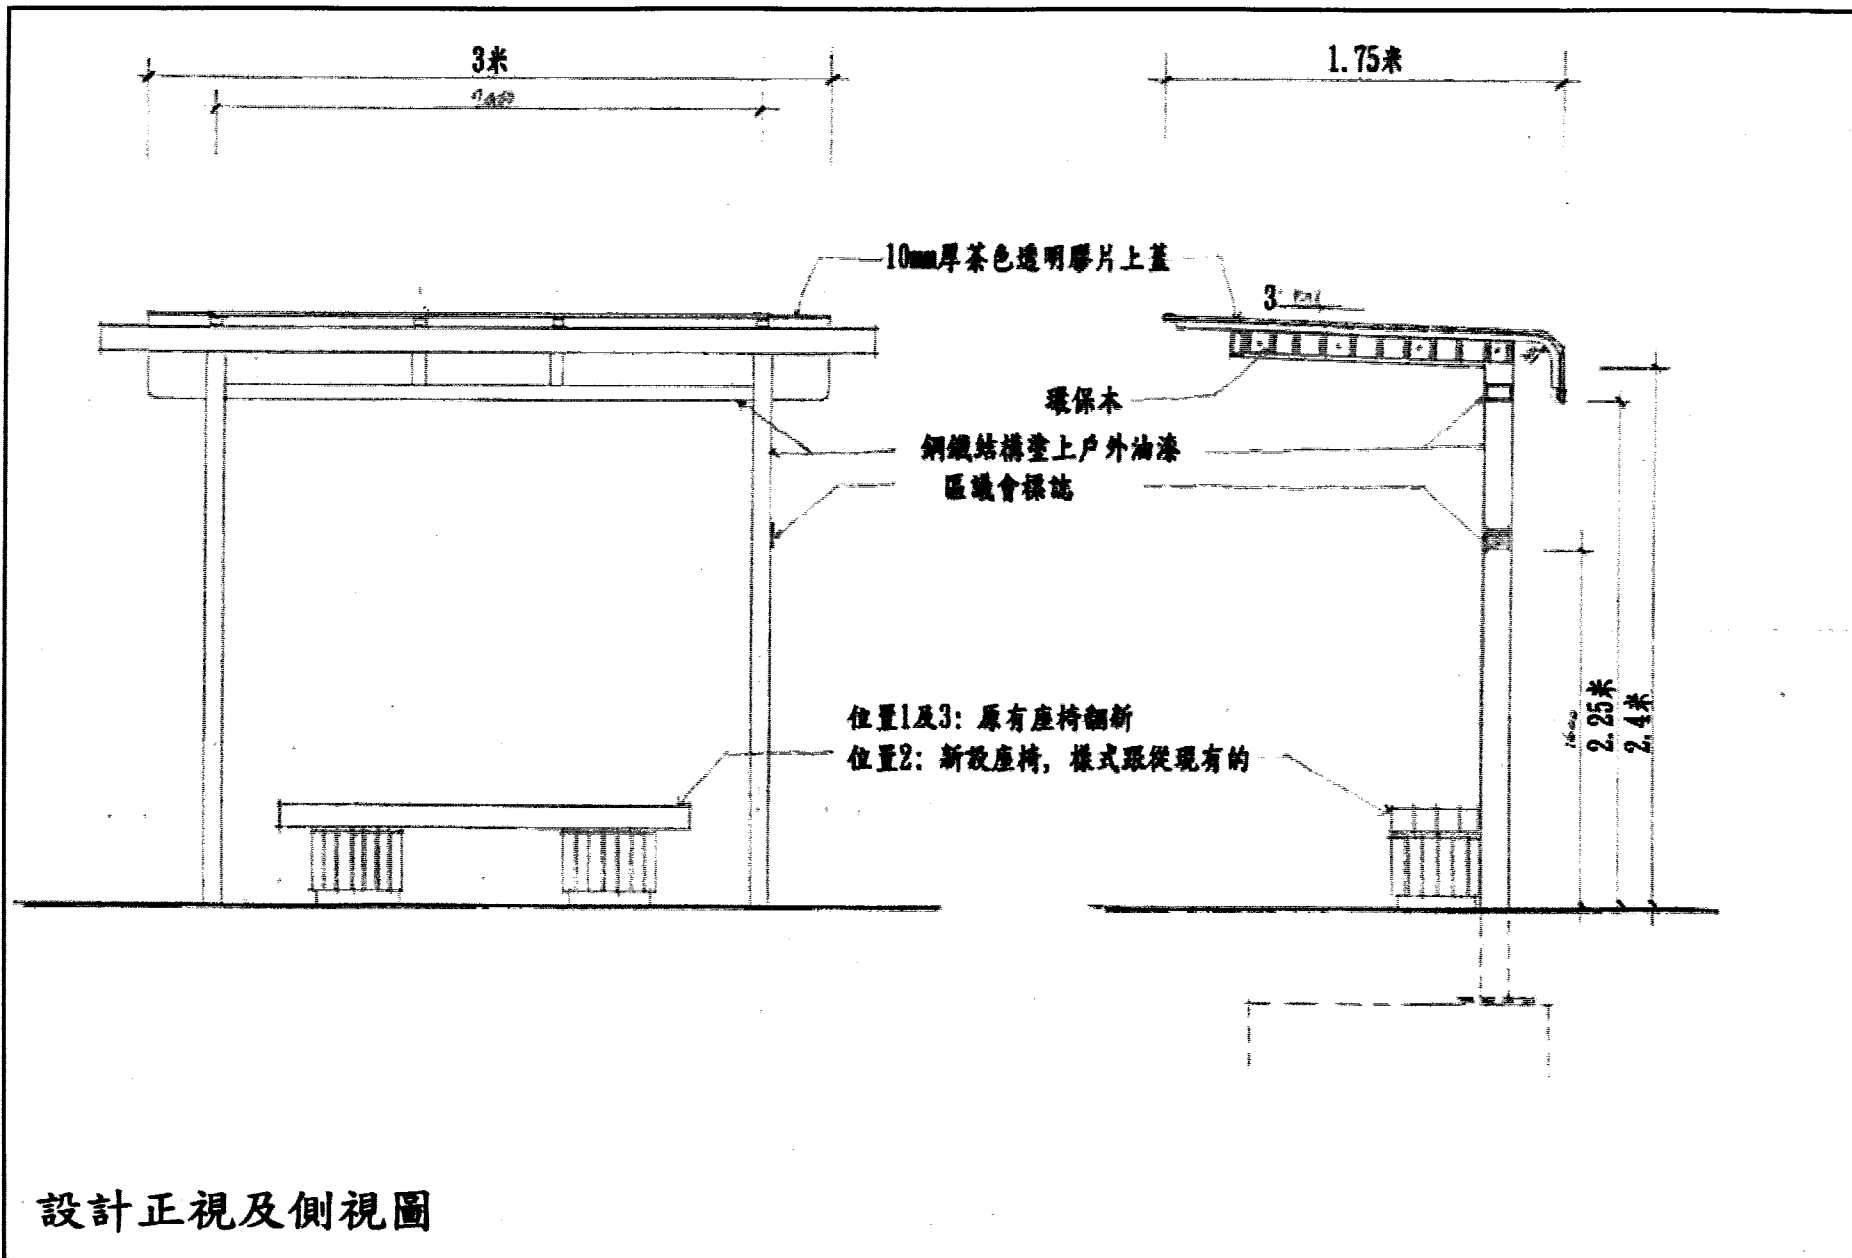 3米
1.75米
10mm厚茶色透明膠片上蓋
3
環保木
鋼鐵結構塗上戶外油漆
區議會標誌
2.25米
2.4米
位置1及3: 原有座椅翻新
位置2: 新設座椅, 樣式跟從現有的
設計正視及側視圖